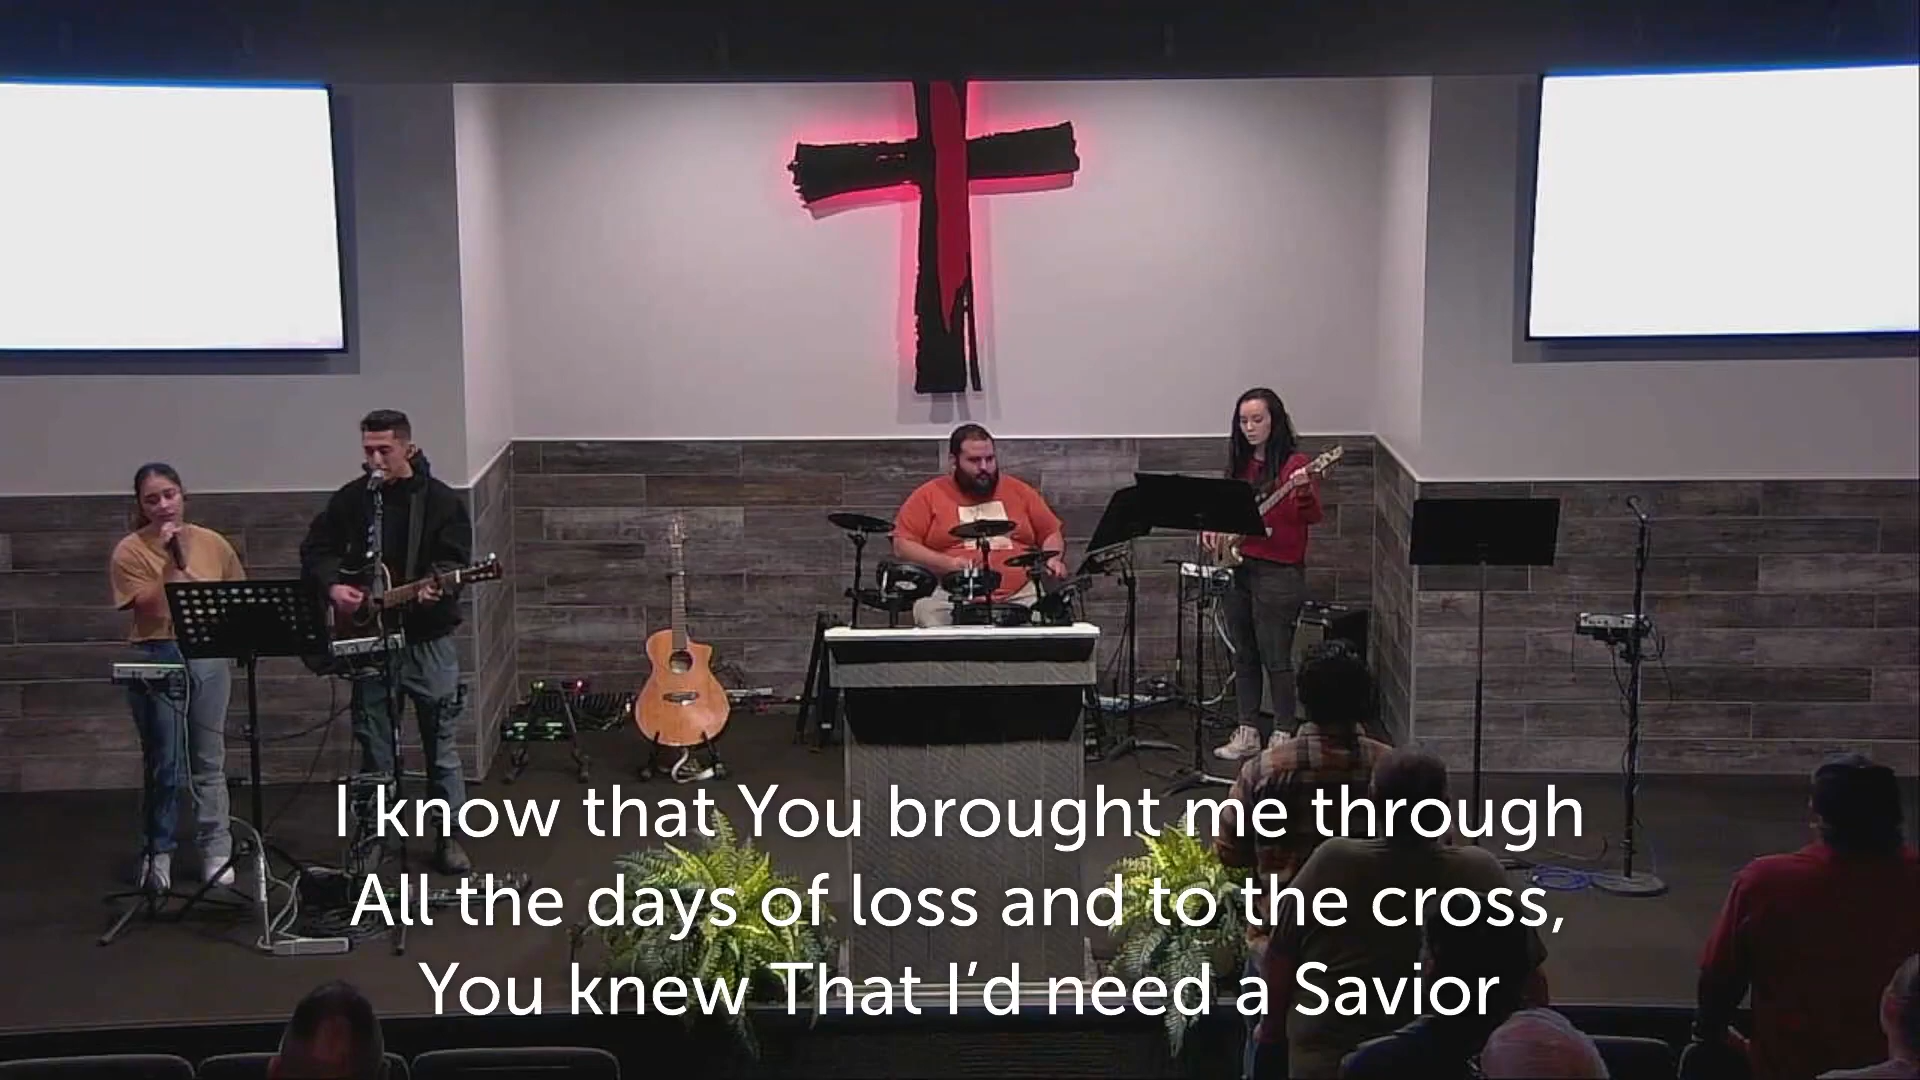 I know that You brought me through
All the days of loss and to the cross,
You knew That I'd need a Savior